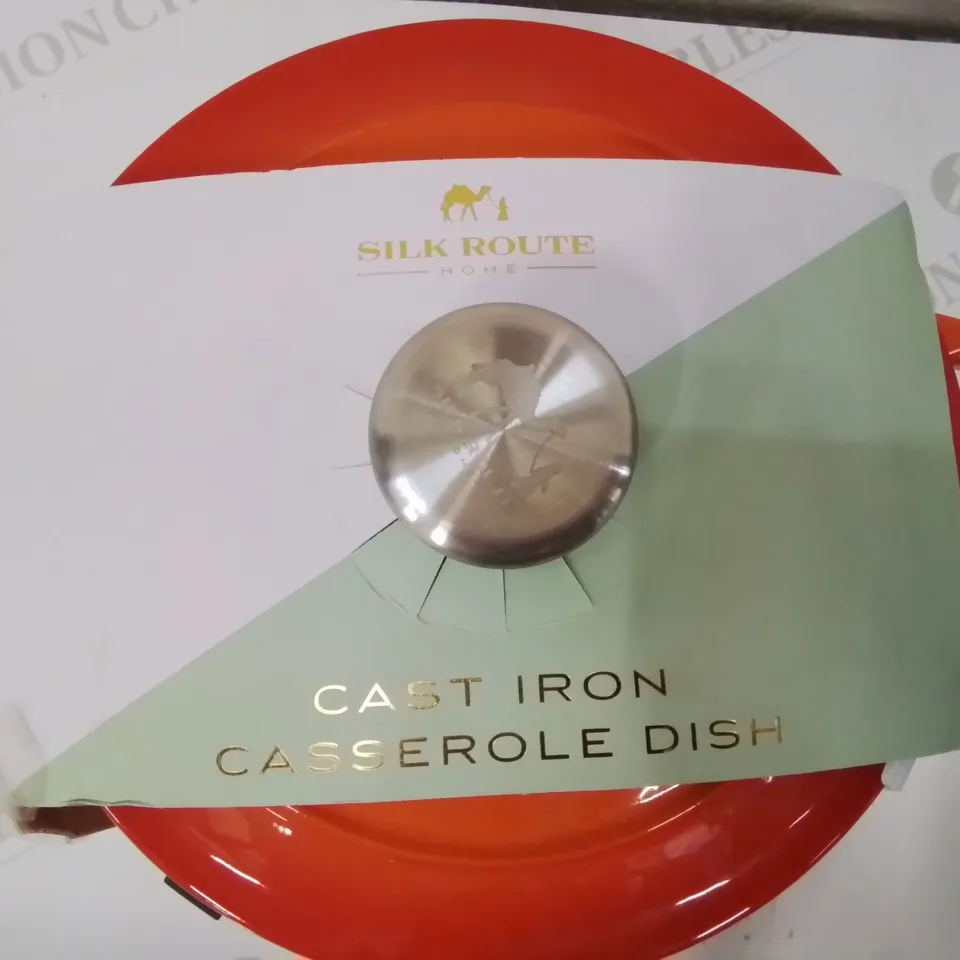 SILK ROUTE
HOME
CAST IRON
CASSEROLE DISH